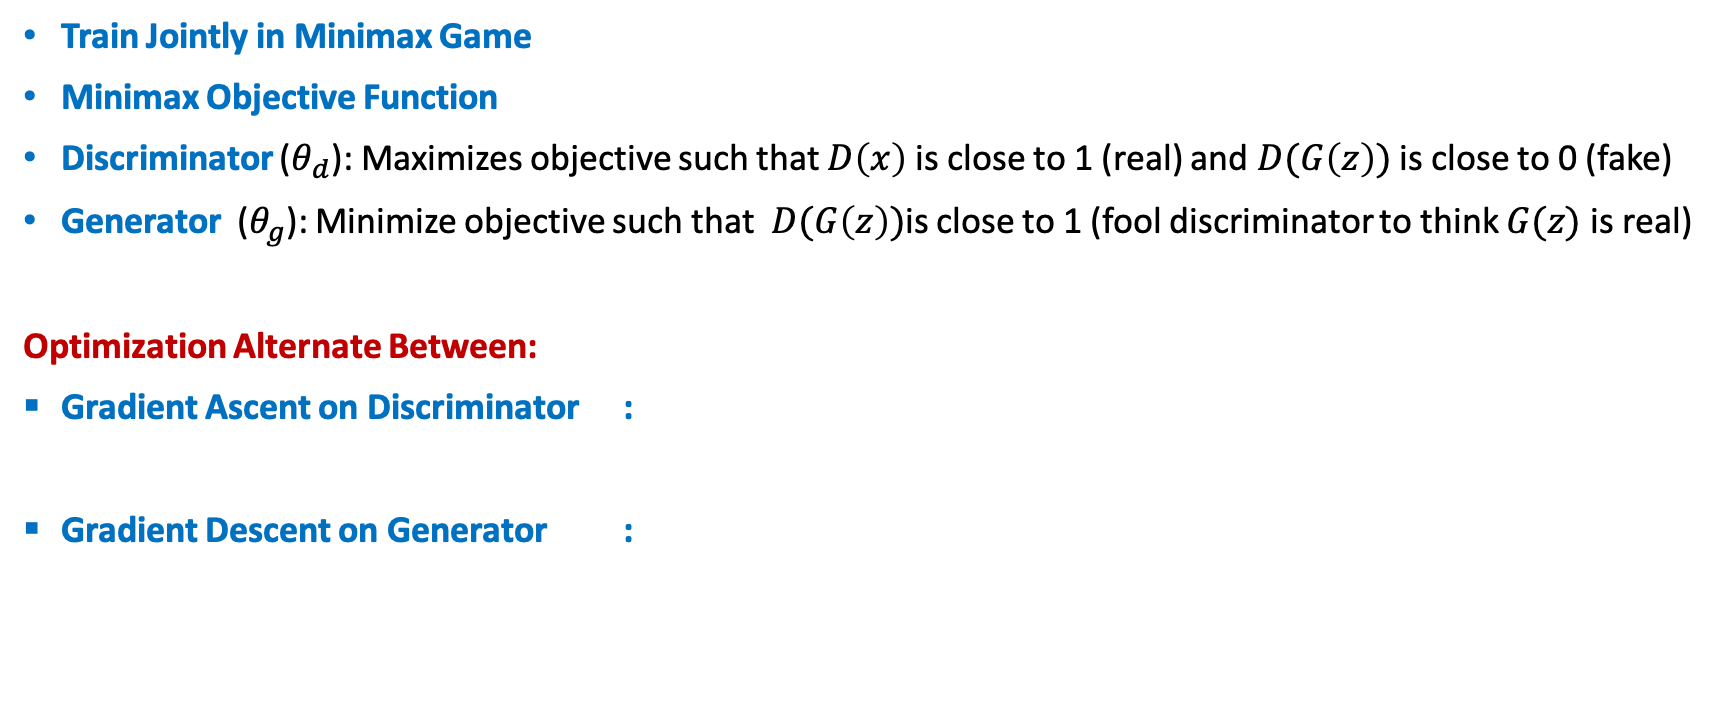 • Train Jointly in Minimax Game
• Minimax Objective Function
• Discriminator (θ_d): Maximizes objective such that D(x) is close to 1 (real) and D(G(z)) is close to 0 (fake)
• Generator (θ_g): Minimize objective such that D(G(z))is close to 1 (fool discriminator to think G(z) is real)
Optimization Alternate Between:
▪ Gradient Ascent on Discriminator :
▪ Gradient Descent on Generator :